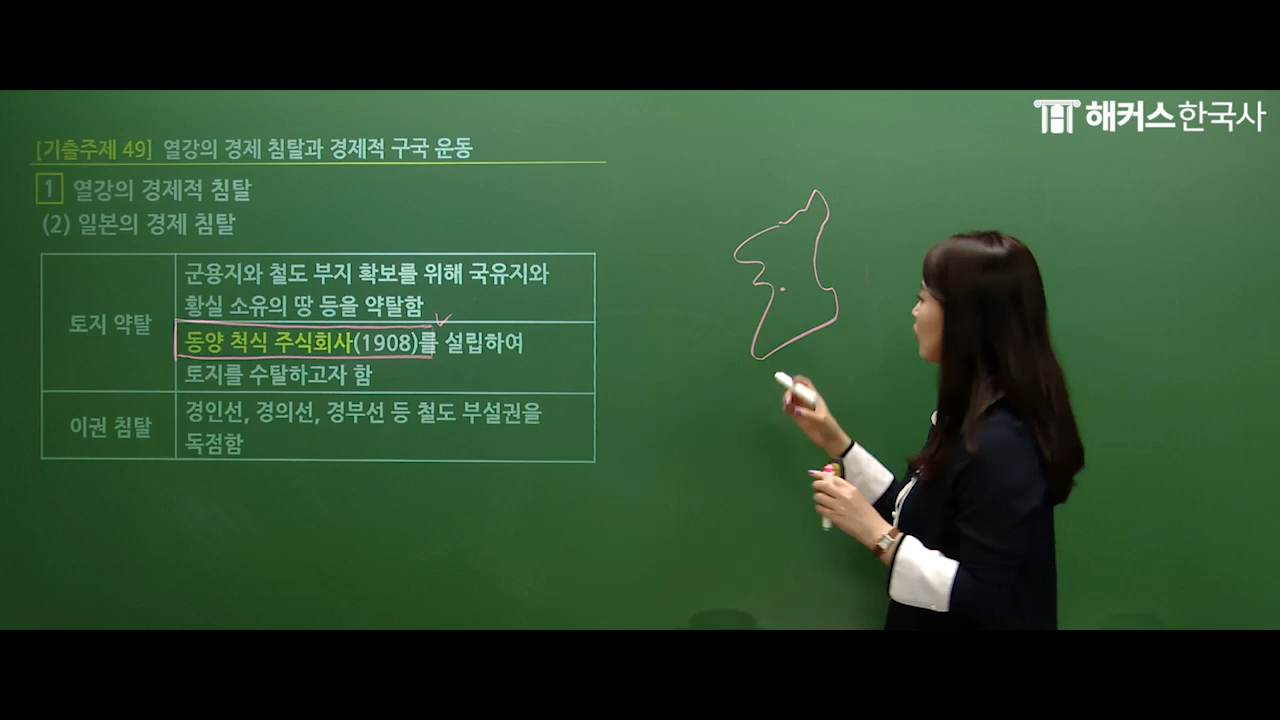 해커스한국사
[기출주제 49] 열강의 경제 침탈과 경제적 구국 운동
1 열강의 경제적 침탈
(2) 일본의 경제 침탈
토지 약탈
군용지와 철도 부지 확보를 위해 국유지와
황실 소유의 땅 등을 약탈함
동양 척식 주식회사(1908)를 설립하여
토지를 수탈하고자 함
이권 침탈
경인선, 경의선, 경부선 등 철도 부설권을
독점함